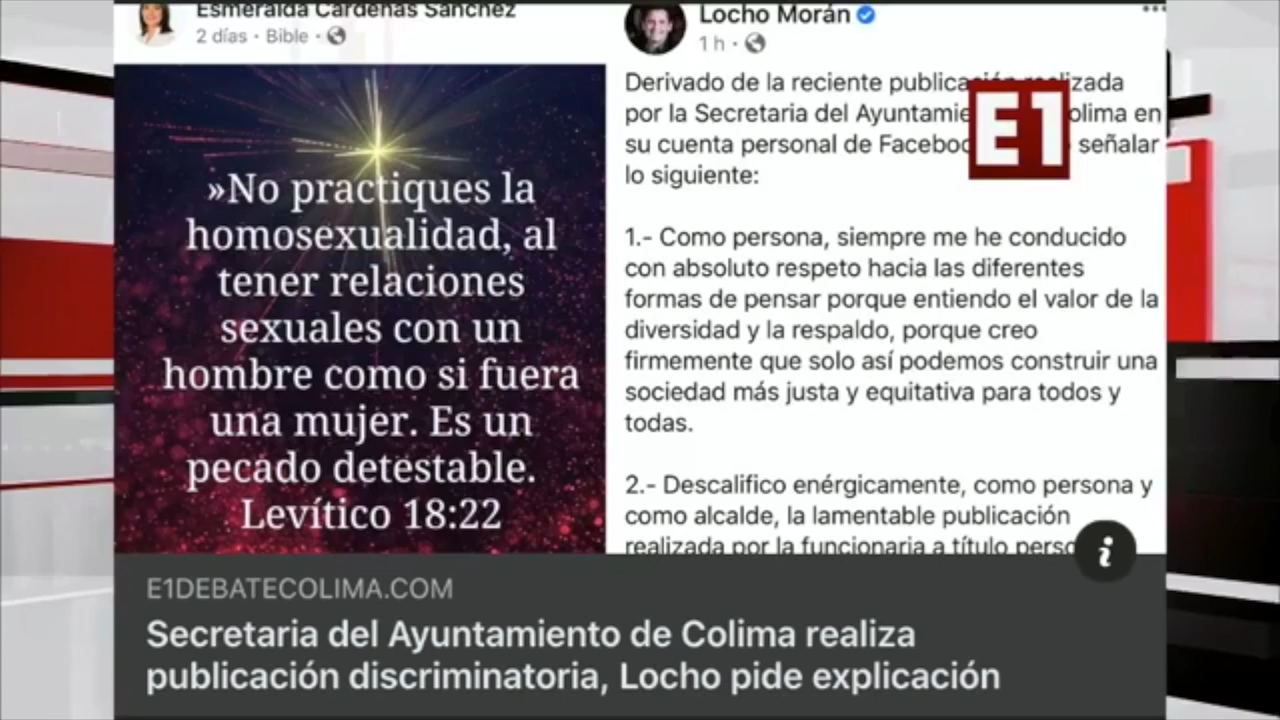 Esmeralda Cárdenas Sánchez
2 días · Bible ·
»No practiques la
homosexualidad, al
tener relaciones
sexuales con un
hombre como si fuera
una mujer. Es un
pecado detestable.
Levítico 18:22
Locho Morán
1 h ·
Derivado de la reciente publicación realizada
por la Secretaria del Ayuntamie olima en
su cuenta personal de Faceboo señalar
lo siguiente:
1.- Como persona, siempre me he conducido
con absoluto respeto hacia las diferentes
formas de pensar porque entiendo el valor de la
diversidad y la respaldo, porque creo
firmemente que solo así podemos construir una
sociedad más justa y equitativa para todos y
todas.
2.- Descalifico enérgicamente, como persona y
como alcalde, la lamentable publicación
realizada por la funcionaria a título perso
E1
E1DEBATECOLIMA.COM
Secretaria del Ayuntamiento de Colima realiza
publicación discriminatoria, Locho pide explicación